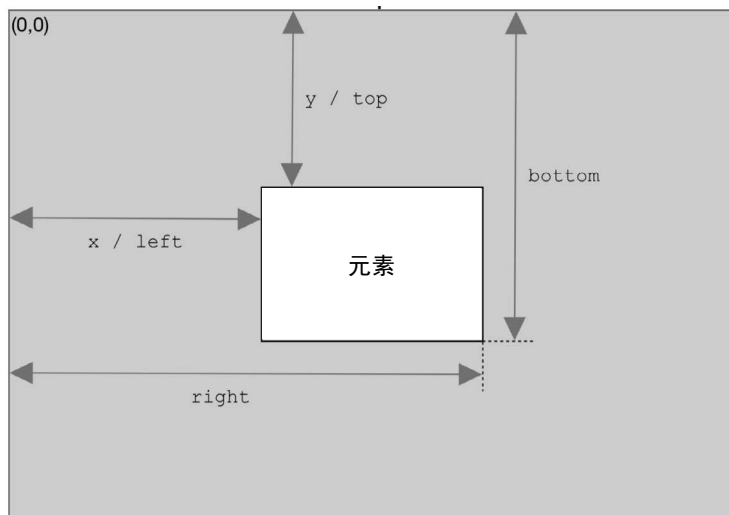 (0,0)
y / top
bottom
x / left
元素
right